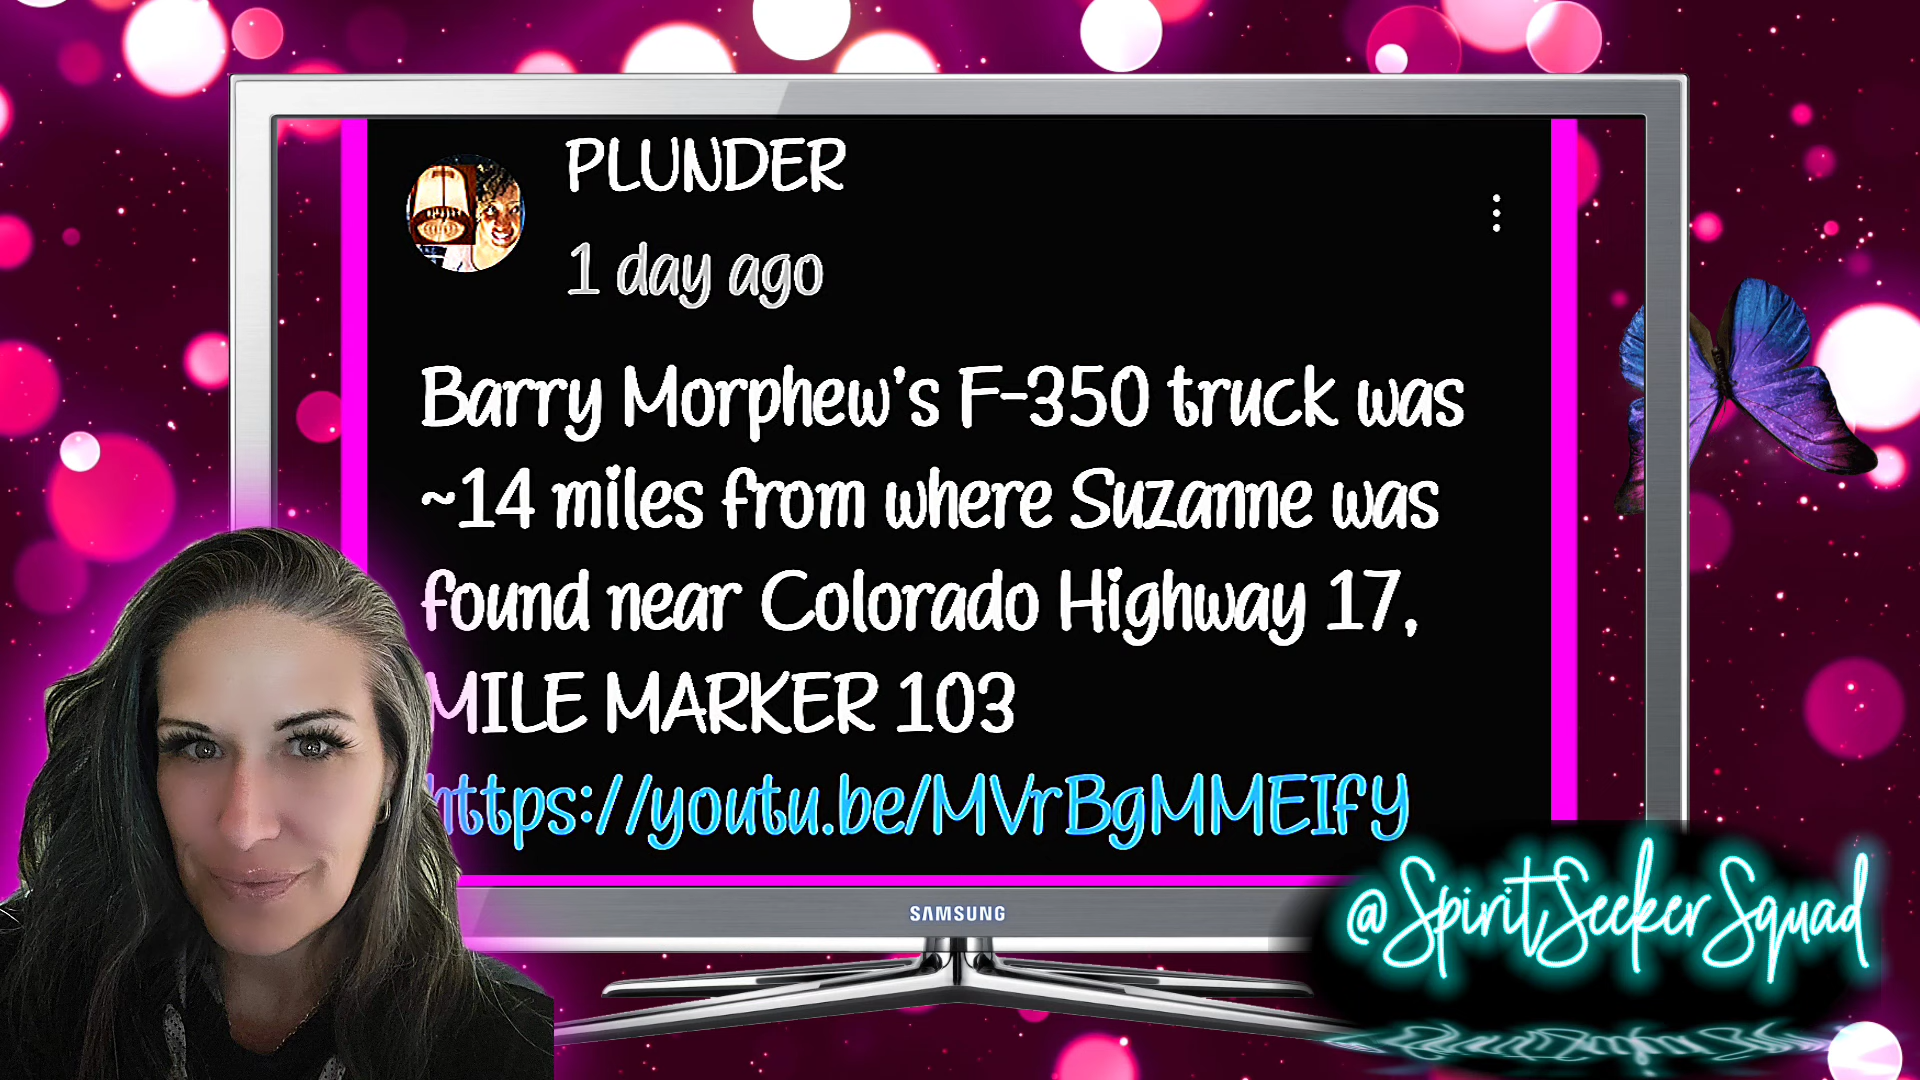 PLUNDER
1 day ago
Barry Morphew's F-350 truck was
~14 miles from where Suzanne was
found near Colorado Highway 17,
MILE MARKER 103
https://youtu.be/MVrBgMMEIfY
SAMSUNG
@SpiritSeekerSquad